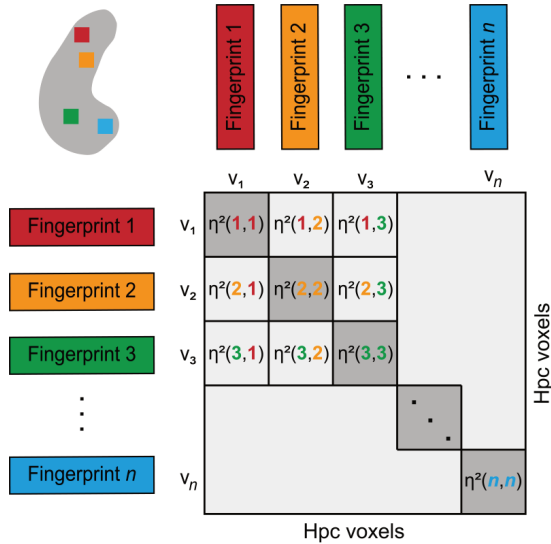 Fingerprint 1
Fingerprint 2
Fingerprint 3
. . .
Fingerprint n
v₁ v₂ v₃ vₙ
Fingerprint 1 v₁ η²(1,1) η²(1,2) η²(1,3)
Fingerprint 2 v₂ η²(2,1) η²(2,2) η²(2,3)
Fingerprint 3 v₃ η²(3,1) η²(3,2) η²(3,3)
Fingerprint n vₙ η²(n,n)
Hpc voxels
Hpc voxels